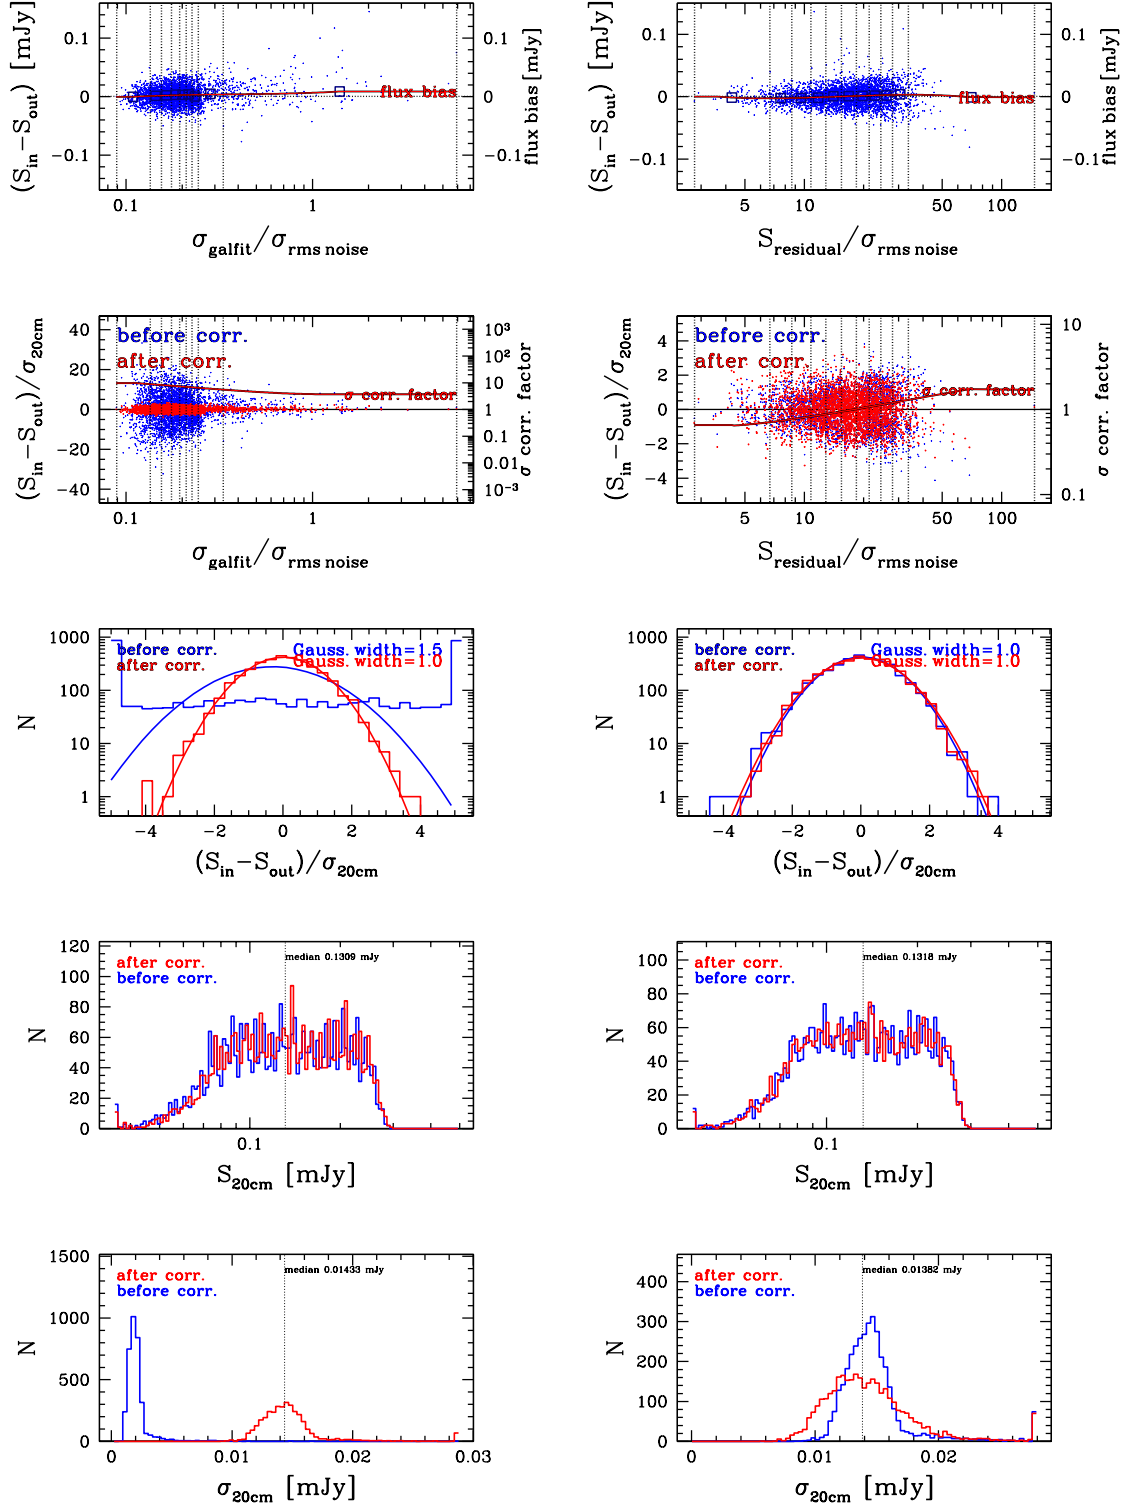 (S_in−S_out) [mJy]
0.1
0
−0.1
0.1
0
−0.1
flux bias [mJy]
flux bias
0.1
1
σ_galfit/σ_rms noise
(S_in−S_out) [mJy]
0.1
0
−0.1
0.1
0
−0.1
flux bias [mJy]
flux bias
5
10
50
100
S_residual/σ_rms noise
(S_in−S_out)/σ_20cm
40
20
0
−20
−40
before corr.
after corr.
σ corr. factor
10^3
10^2
10
1
0.1
0.01
10^−3
σ corr. factor
0.1
1
σ_galfit/σ_rms noise
(S_in−S_out)/σ_20cm
4
2
0
−2
−4
before corr.
after corr.
σ corr. factor
10
1
0.1
σ corr. factor
5
10
50
100
S_residual/σ_rms noise
N
1000
100
10
1
before corr.
after corr.
Gauss. width=1.5
Gauss. width=1.0
−4
−2
0
2
4
(S_in−S_out)/σ_20cm
N
1000
100
10
1
before corr.
after corr.
Gauss. width=1.0
Gauss. width=1.0
−4
−2
0
2
4
(S_in−S_out)/σ_20cm
N
120
100
80
60
40
20
0
after corr.
before corr.
median 0.1309 mJy
0.1
S_20cm [mJy]
N
100
80
60
40
20
0
after corr.
before corr.
median 0.1318 mJy
0.1
S_20cm [mJy]
N
1500
1000
500
0
after corr.
before corr.
median 0.01433 mJy
0
0.01
0.02
0.03
σ_20cm [mJy]
N
400
300
200
100
0
after corr.
before corr.
median 0.01382 mJy
0
0.01
0.02
σ_20cm [mJy]